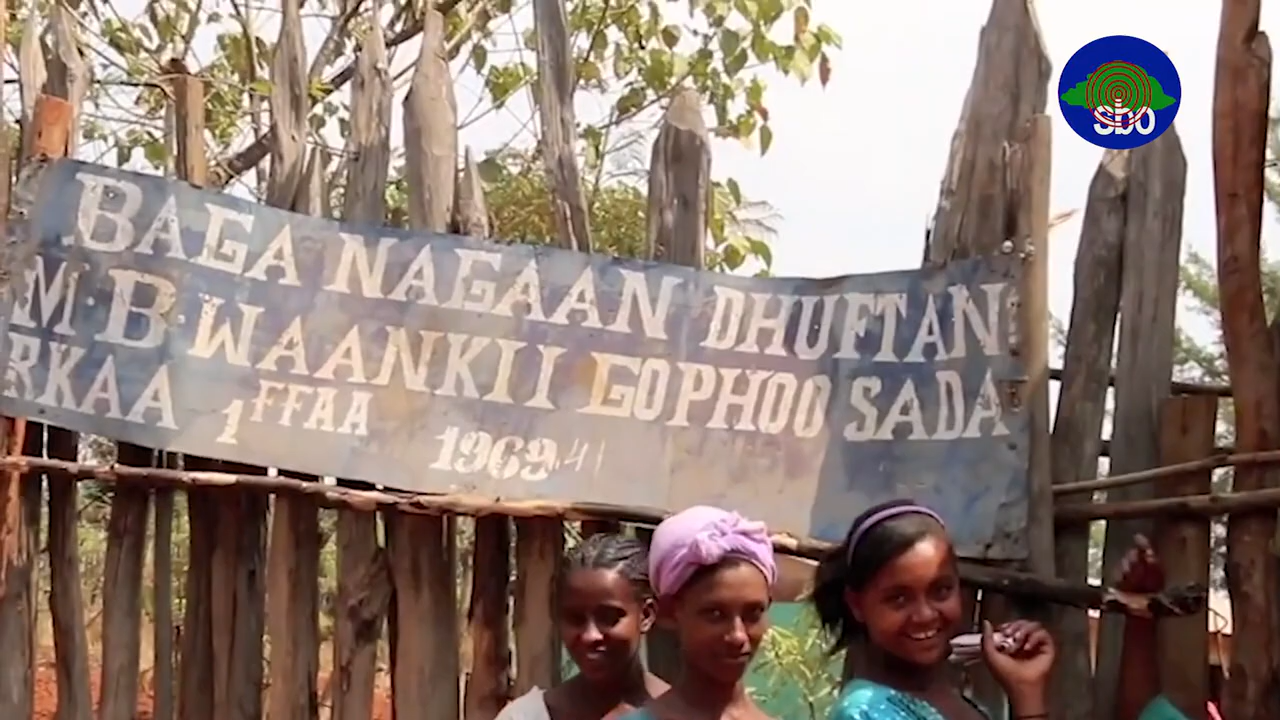 SBO
BAGA NAGAAN DHUFTAN
M.B.WAANKII GOPHOO SADA
RKAA 1FFAA
1969